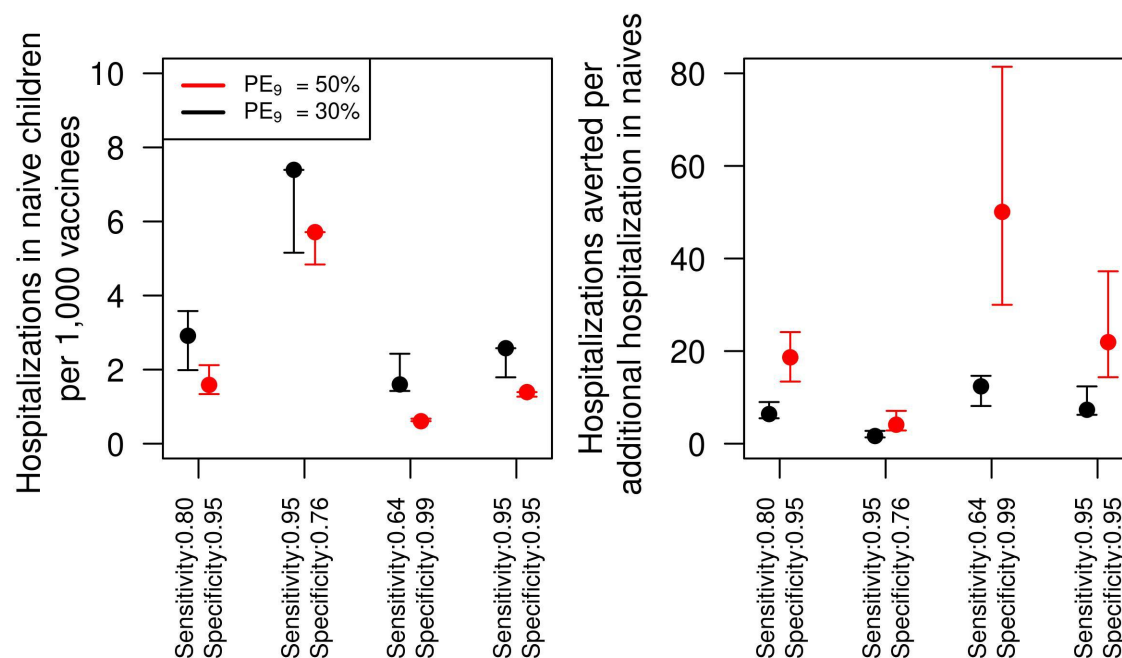 Hospitalizations in naive children
per 1,000 vaccinees
10
8
6
4
2
0
PE₉ = 50%
PE₉ = 30%
Sensitivity:0.80
Specificity:0.95
Sensitivity:0.95
Specificity:0.76
Sensitivity:0.64
Specificity:0.99
Sensitivity:0.95
Specificity:0.95
Hospitalizations averted per
additional hospitalization in naives
80
60
40
20
0
Sensitivity:0.80
Specificity:0.95
Sensitivity:0.95
Specificity:0.76
Sensitivity:0.64
Specificity:0.99
Sensitivity:0.95
Specificity:0.95